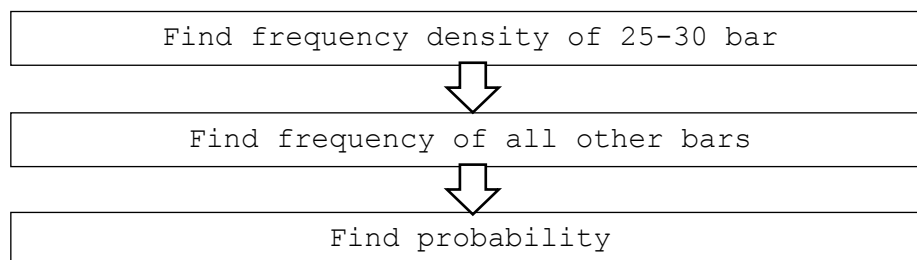 Find frequency density of 25-30 bar
Find frequency of all other bars
Find probability